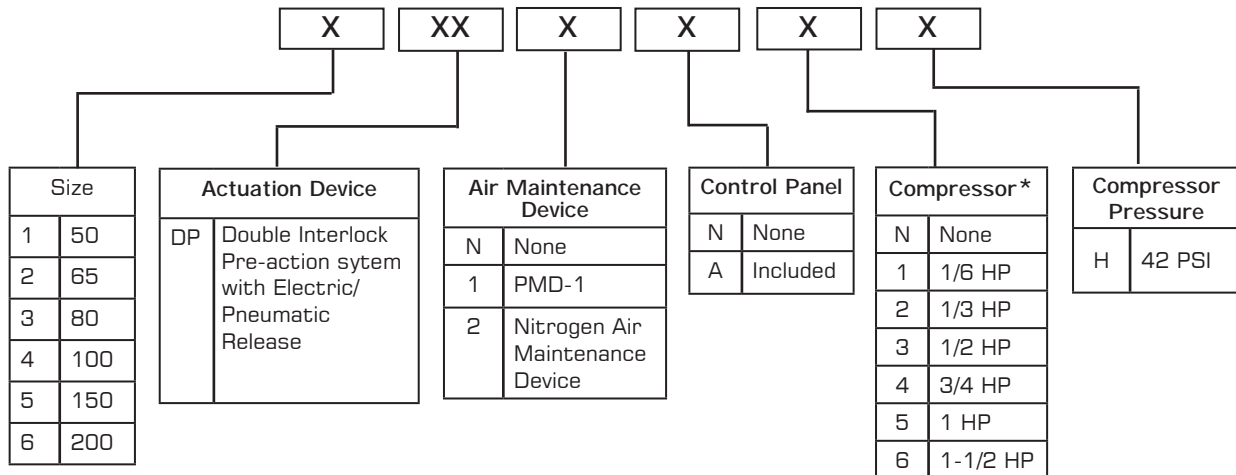 X XX X X X X
Size
1 50
2 65
3 80
4 100
5 150
6 200
Actuation Device
DP Double Interlock
Pre-action sytem
with Electric/
Pneumatic
Release
Air Maintenance
Device
N None
1 PMD-1
2 Nitrogen Air
Maintenance
Device
Control Panel
N None
A Included
Compressor*
N None
1 1/6 HP
2 1/3 HP
3 1/2 HP
4 3/4 HP
5 1 HP
6 1-1/2 HP
Compressor
Pressure
H 42 PSI